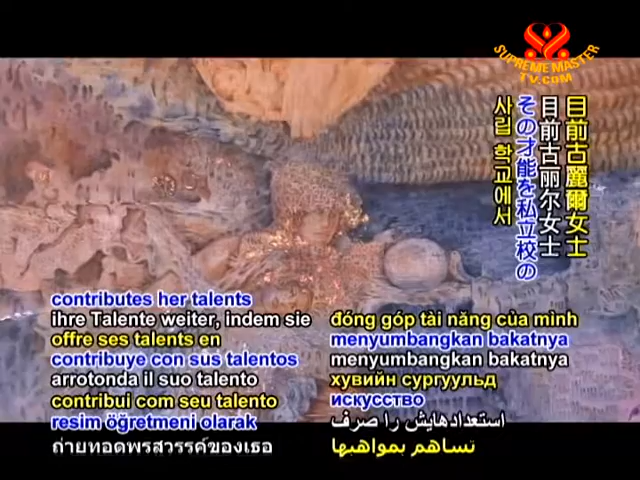 SUPREME MASTER
TV.COM
目前古麗爾女士
目前古丽尔女士
その才能を私立校の
사립 학교에서
contributes her talents
ihre Talente weiter, indem sie
offre ses talents en
contribuye con sus talentos
arrotonda il suo talento
contribui com seu talento
resim öğretmeni olarak
ถ่ายทอดพรสวรรค์ของเธอ
đóng góp tài năng của mình
menyumbangkan bakatnya
menyumbangkan bakatnya
хувийн сургуульд
искусство
استعدادهایش را صرف
تساهم بمواهبها